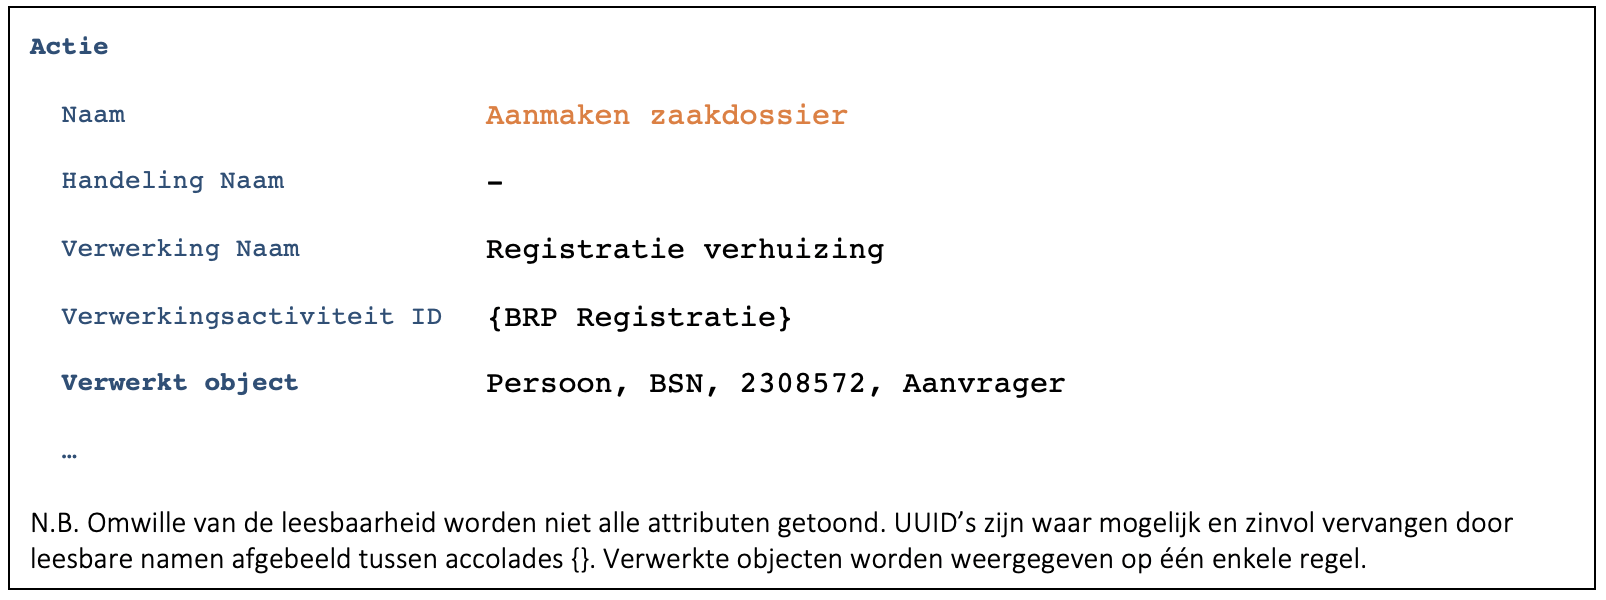 Actie
Naam Aanmaken zaakdossier
Handeling Naam –
Verwerking Naam Registratie verhuizing
Verwerkingsactiviteit ID {BRP Registratie}
Verwerkt object Persoon, BSN, 2308572, Aanvrager
…
N.B. Omwille van de leesbaarheid worden niet alle attributen getoond. UUID’s zijn waar mogelijk en zinvol vervangen door
leesbare namen afgebeeld tussen accolades {}. Verwerkte objecten worden weergegeven op één enkele regel.